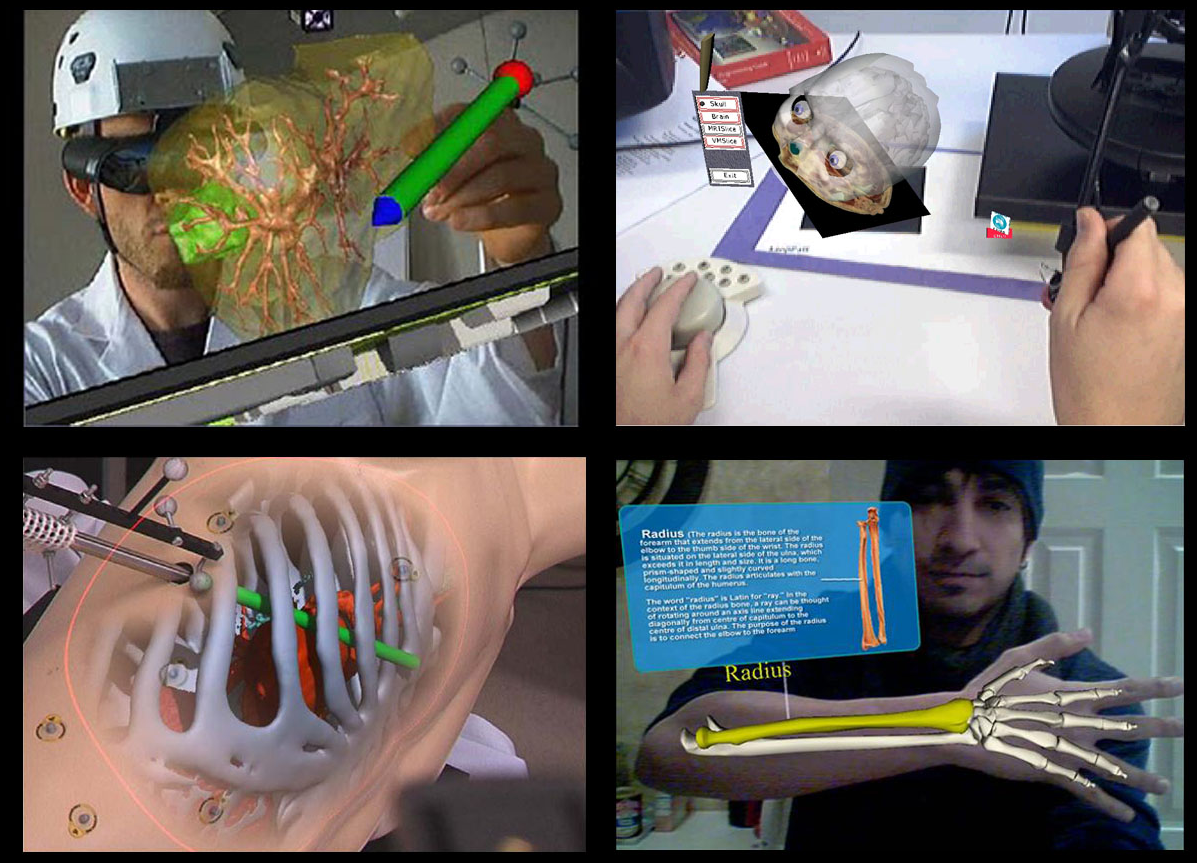 Skull
Brain
MRISlice
VMSlice
Exit
Radius (The radius is the bone of the
forearm that extends from the lateral side of the
elbow to the thumb side of the wrist. The radius
is situated on the lateral side of the ulna, which
exceeds it in length and size. It is a long bone,
prism-shaped and slightly curved
longitudinally. The radius articulates with the
capitulum of the humerus.
The word "radius" is Latin for "ray." In the
context of the radius bone, a ray can be thought
of rotating around an axis line extending
diagonally from centre of capitulum to the
centre of distal ulna. The purpose of the radius
is to connect the elbow to the forearm
Radius